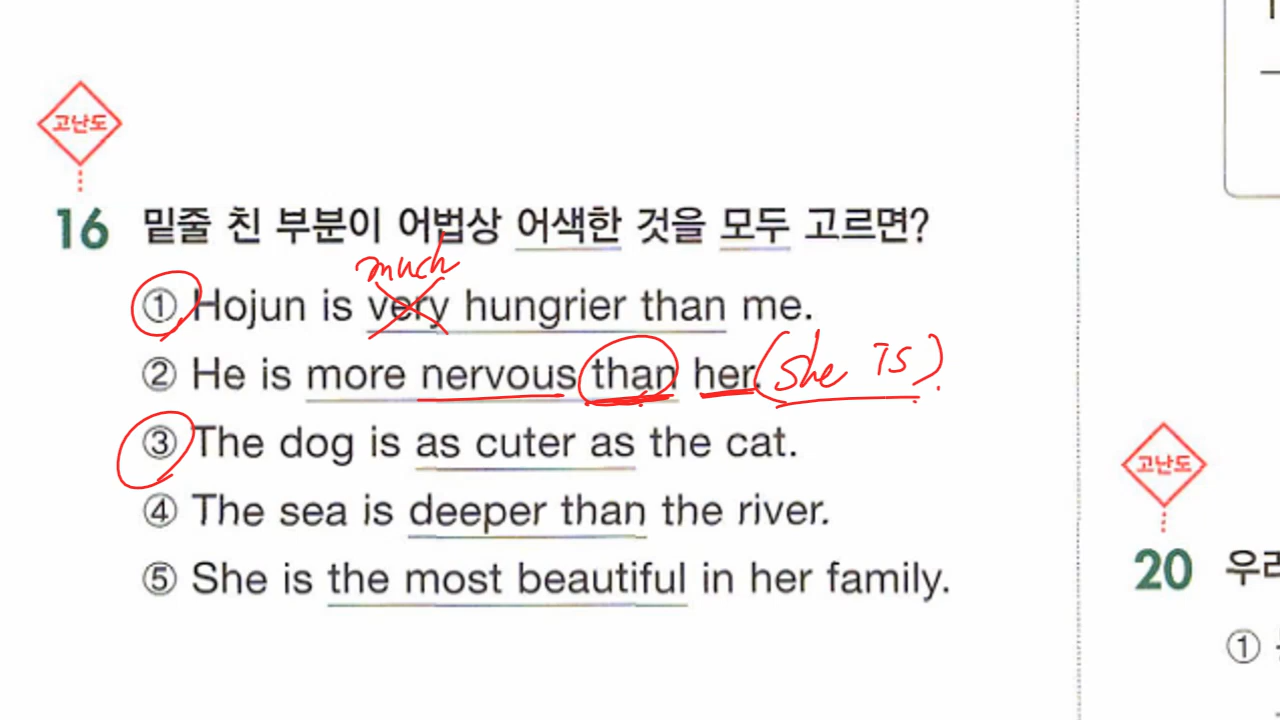 고난도
16 밑줄 친 부분이 어법상 어색한 것을 모두 고르면?
much
① Hojun is very hungrier than me.
② He is more nervous than her. (she is).
③ The dog is as cuter as the cat.
④ The sea is deeper than the river.
⑤ She is the most beautiful in her family.
고난도
20 우리
①